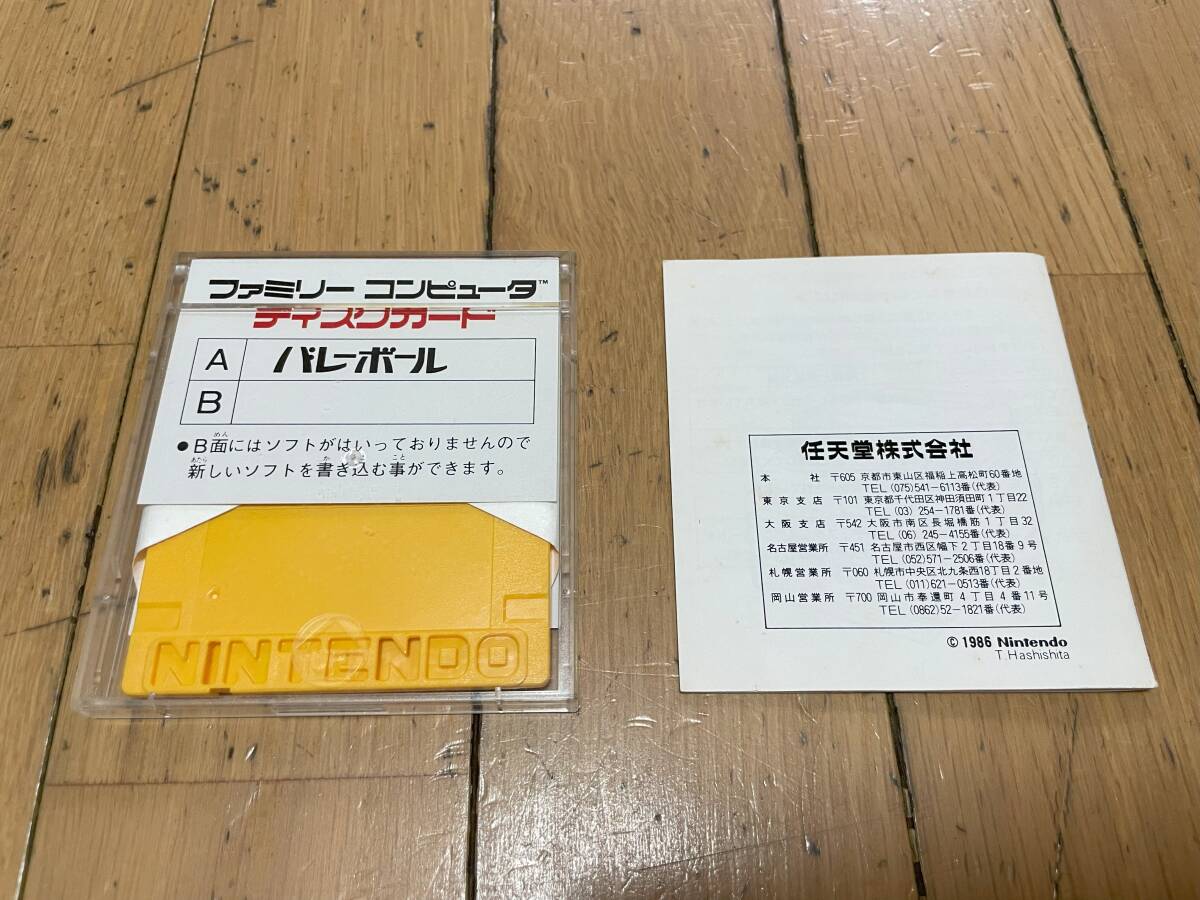 ファミリー コンピュータ™
ディスクカード
A バレーボール
B
●B面にはソフトがはいっておりませんので
新しいソフトを書き込む事ができます。
NINTENDO
任天堂株式会社
本社 〒605 京都市東山区福稲上高松町60番地
TEL (075)541-6113番(代表)
東京支店 〒101 東京都千代田区神田須田町1丁目22
TEL (03) 254-1781番(代表)
大阪支店 〒542 大阪市南区長堀橋筋1丁目32
TEL (06) 245-4155番(代表)
名古屋営業所 〒451 名古屋市西区幅下2丁目18番9号
TEL (052)571-2506番(代表)
札幌営業所 〒060 札幌市中央区北九条西18丁目2番地
TEL (011)621-0513番(代表)
岡山営業所 〒700 岡山市奉還町4丁目4番11号
TEL (0862)52-1821番(代表)
© 1986 Nintendo
T.Hashishita